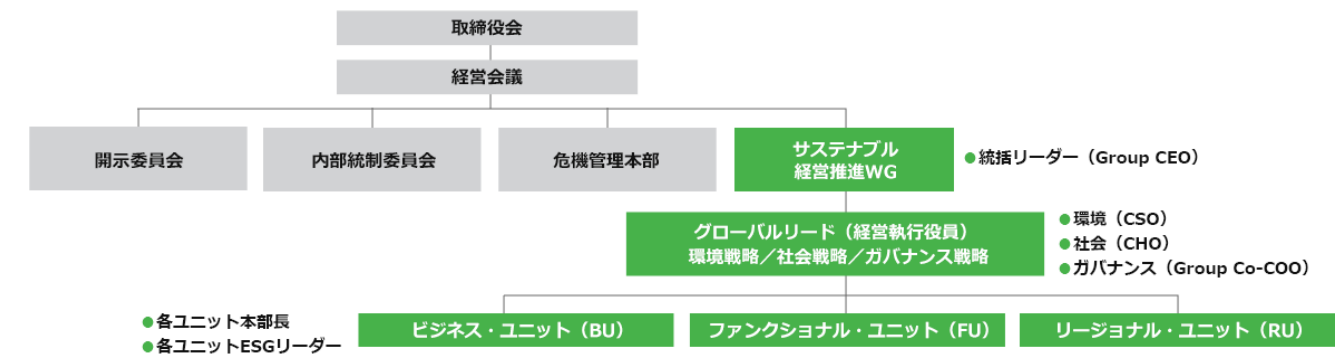 取締役会
経営会議
開示委員会
内部統制委員会
危機管理本部
サステナブル
経営推進WG
●統括リーダー（Group CEO）
グローバルリード（経営執行役員）
環境戦略／社会戦略／ガバナンス戦略
●環境（CSO）
●社会（CHO）
●ガバナンス（Group Co-COO）
●各ユニット本部長
●各ユニットESGリーダー
ビジネス・ユニット（BU）
ファンクショナル・ユニット（FU）
リージョナル・ユニット（RU）